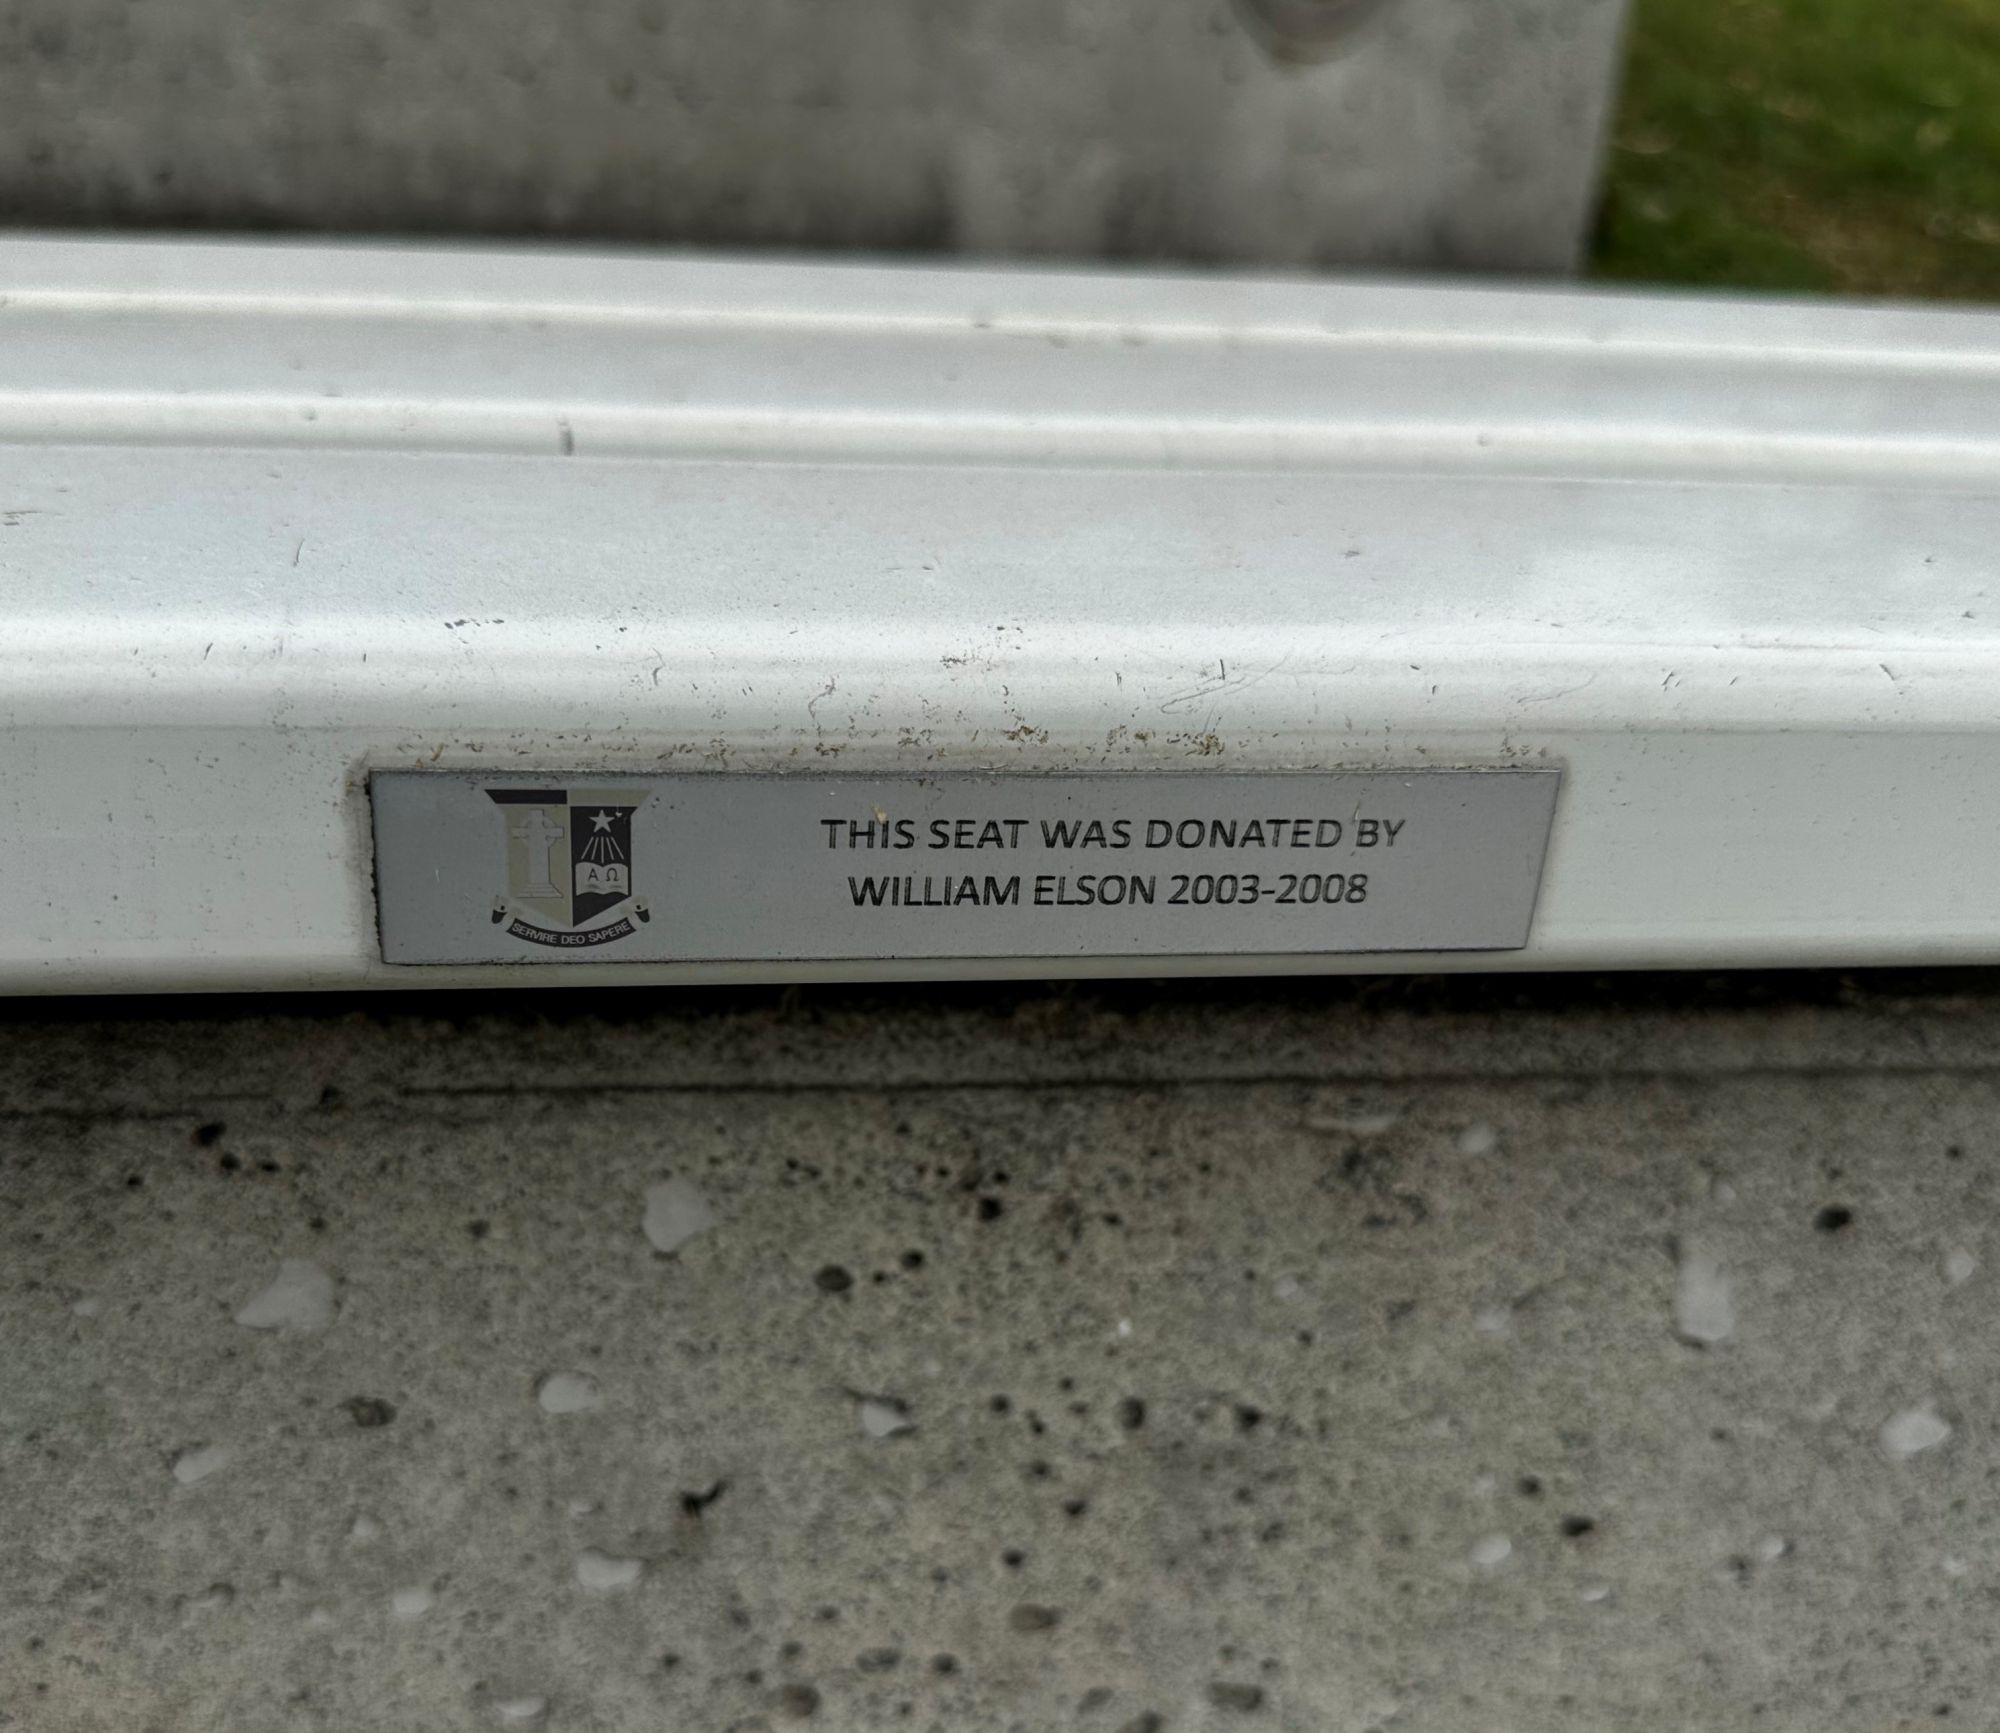 THIS SEAT WAS DONATED BY
WILLIAM ELSON 2003-2008
Α Ω
SERVIRE DEO SAPERE